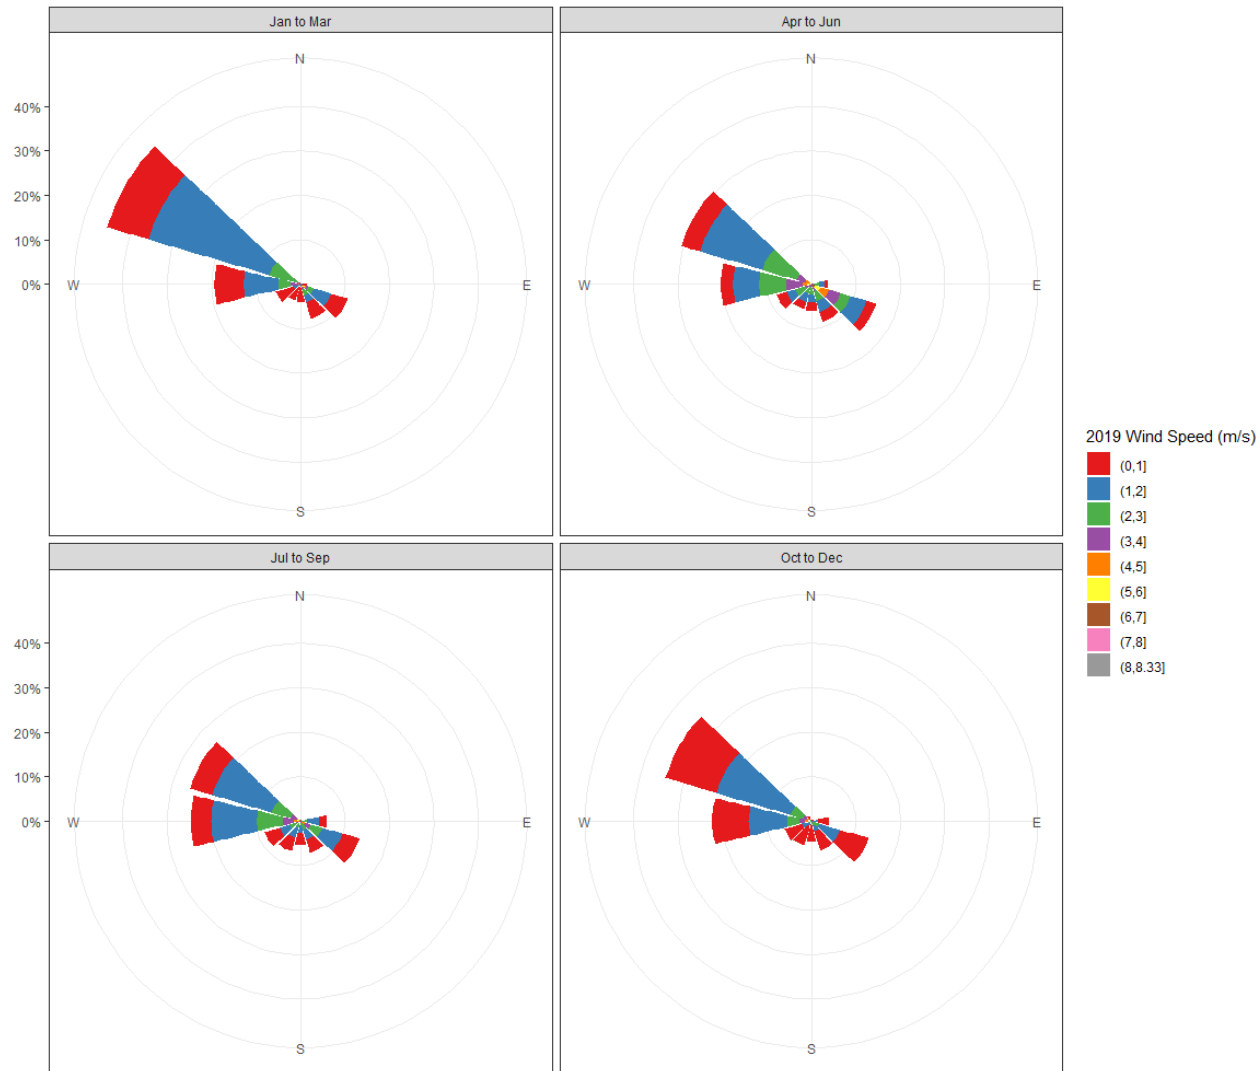 Jan to Mar
Apr to Jun
N
N
40%
30%
20%
10%
0%
W
E
W
E
S
S
2019 Wind Speed (m/s)
(0,1]
(1,2]
(2,3]
(3,4]
(4,5]
(5,6]
(6,7]
(7,8]
(8,8.33]
Jul to Sep
Oct to Dec
N
N
40%
30%
20%
10%
0%
W
E
W
E
S
S